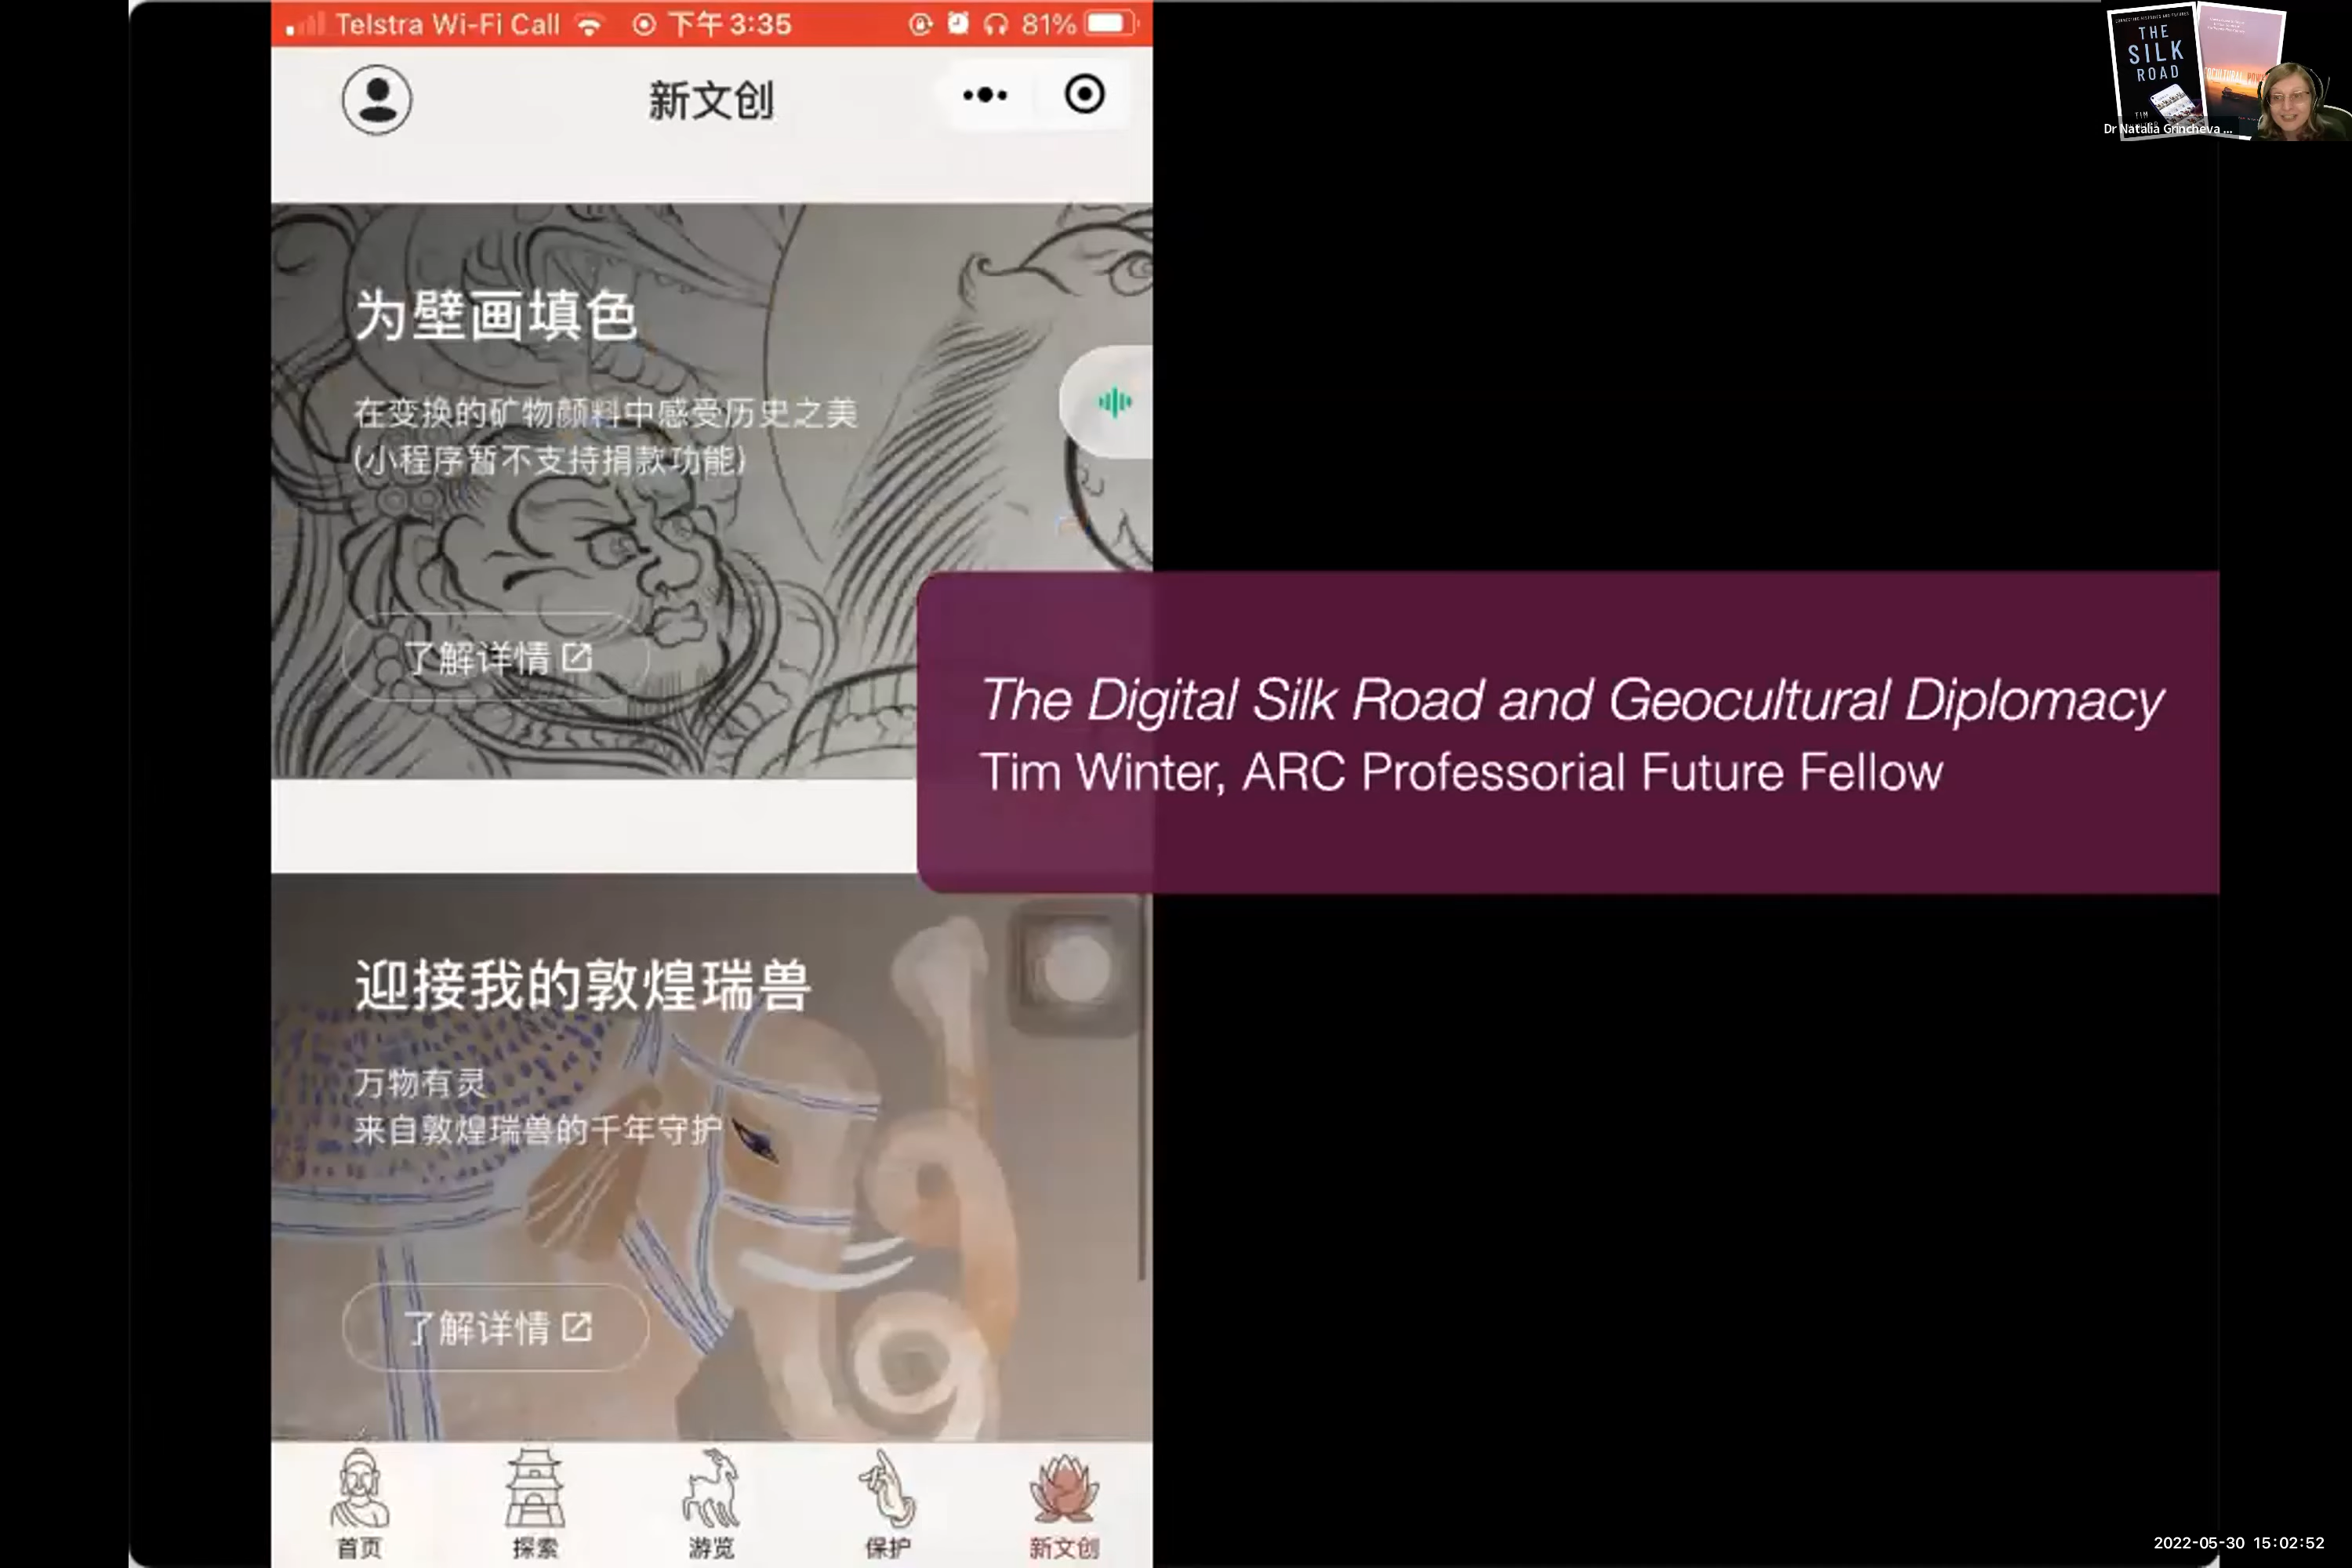 Telstra Wi-Fi Call 下午3:35 81%
新文创
为壁画填色
在变换的矿物颜料中感受历史之美
(小程序暂不支持捐款功能)
了解详情
The Digital Silk Road and Geocultural Diplomacy
Tim Winter, ARC Professorial Future Fellow
迎接我的敦煌瑞兽
万物有灵
来自敦煌瑞兽的千年守护
了解详情
首页 探索 游览 保护 新文创
THE
SILK
ROAD
TIM
Dr Natalia Grincheva ...
2022-05-30 15:02:52